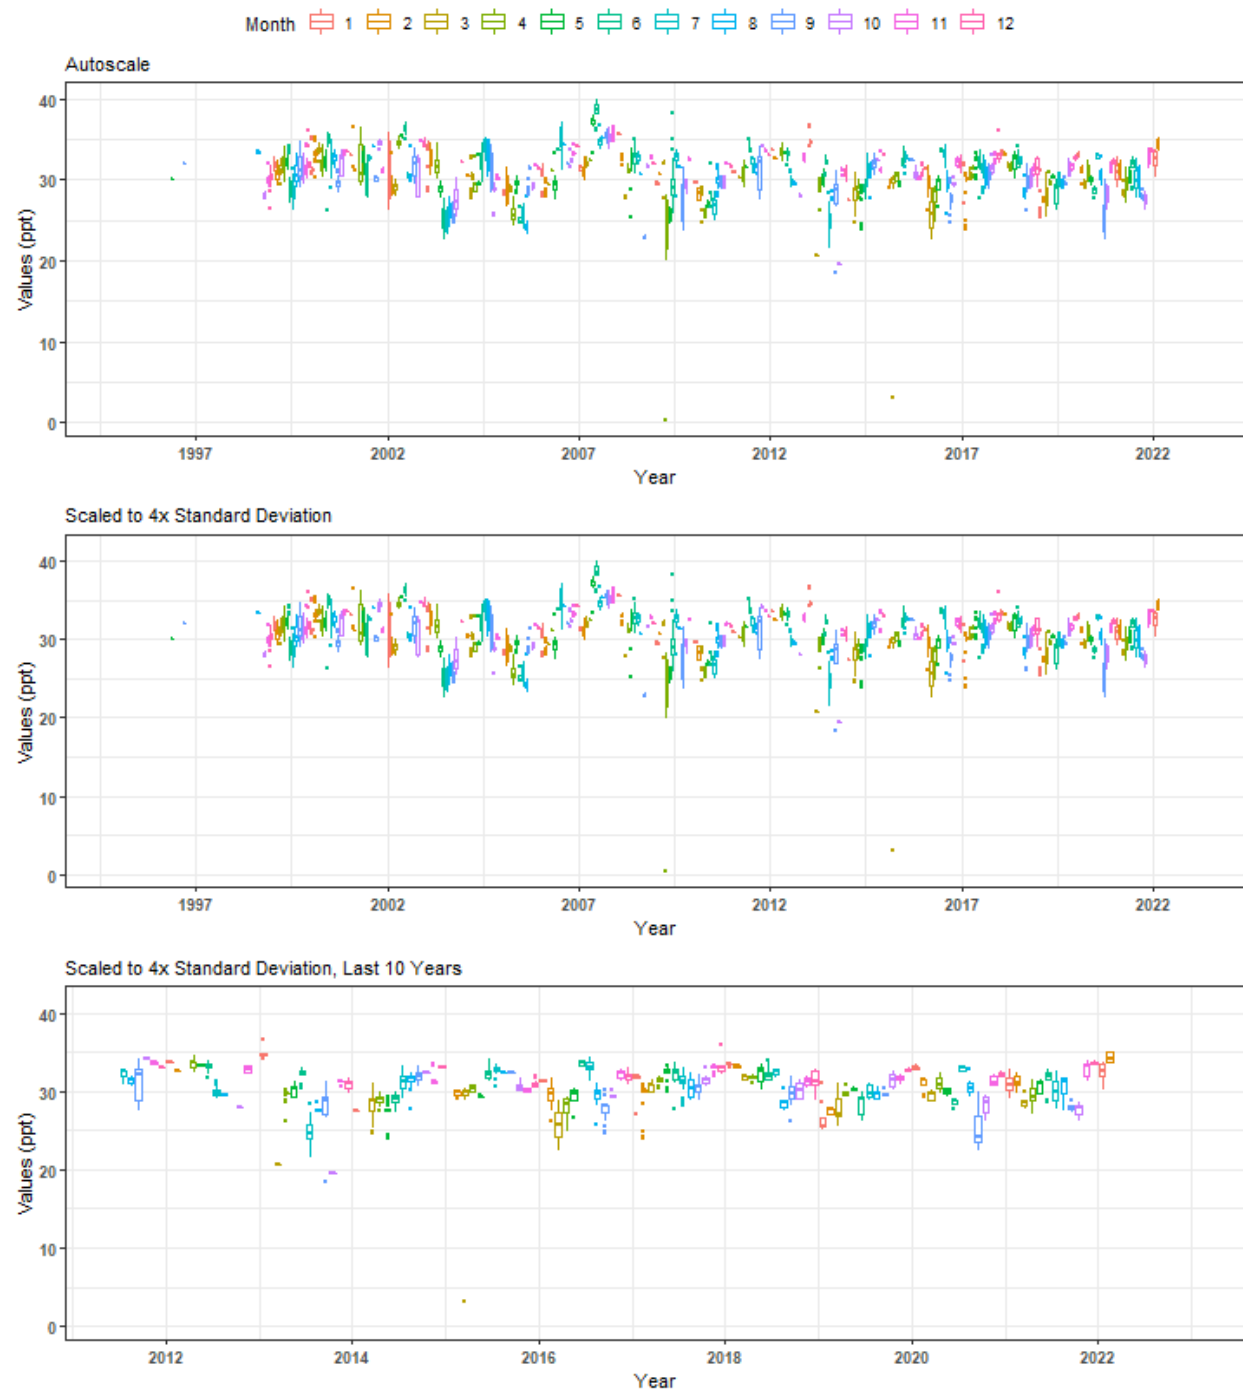 Month 1 2 3 4 5 6 7 8 9 10 11 12
Autoscale
Values (ppt)
40
30
20
10
0
1997 2002 2007 2012 2017 2022
Year
Scaled to 4x Standard Deviation
Values (ppt)
40
30
20
10
0
1997 2002 2007 2012 2017 2022
Year
Scaled to 4x Standard Deviation, Last 10 Years
Values (ppt)
40
30
20
10
0
2012 2014 2016 2018 2020 2022
Year